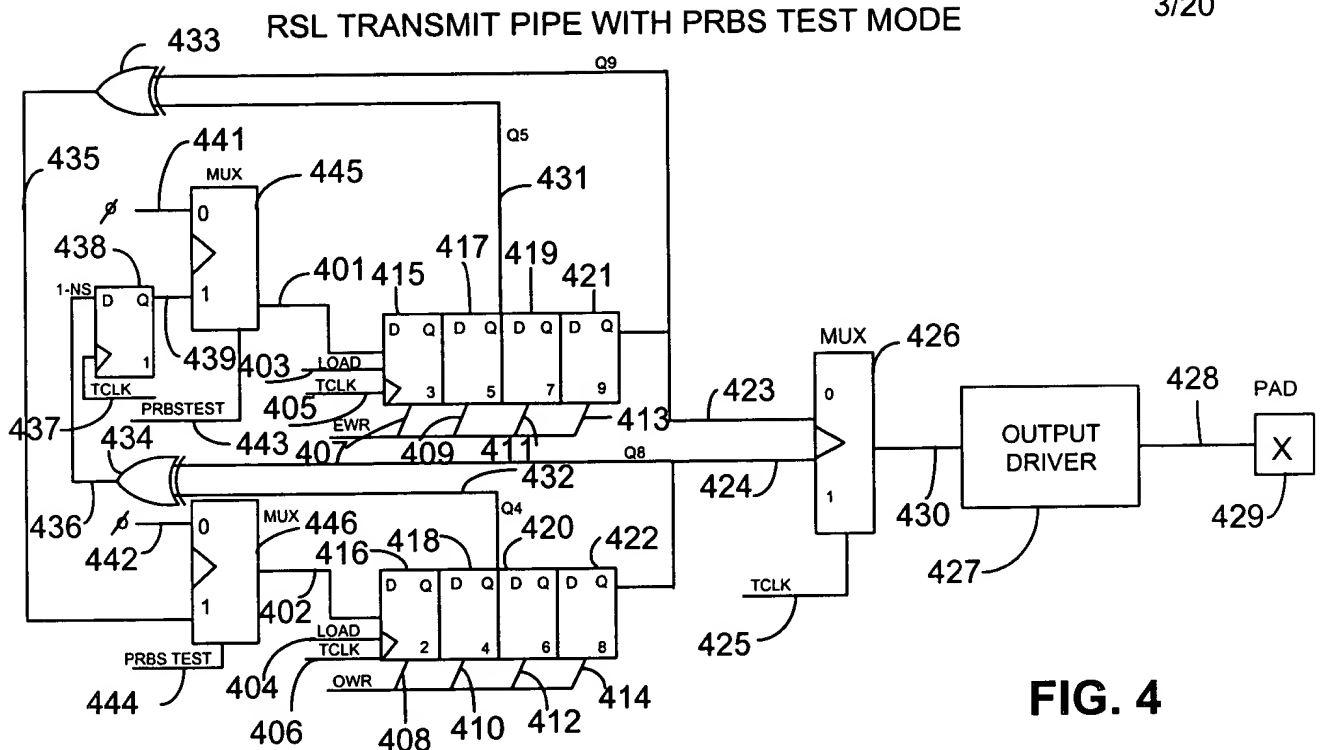 RSL TRANSMIT PIPE WITH PRBS TEST MODE
3/20
433
Q9
Q5
441
435
MUX
445
431
0
438
417
419
401
415
421
1-NS
D Q
1
D Q
D Q
D Q
D Q
MUX
426
439
403
LOAD
TCLK
3
5
7
9
0
423
TCLK
PRBSTEST
405
EWR
413
PAD
428
437
434
443
407
409
411
Q8
OUTPUT
DRIVER
X
432
424
1
430
429
436
0
MUX
446
Q4
420
442
416
418
422
427
1
402
D Q
D Q
D Q
D Q
TCLK
LOAD
2
4
6
8
425
PRBS TEST
404
TCLK
OWR
414
444
406
408
410
412
FIG. 4